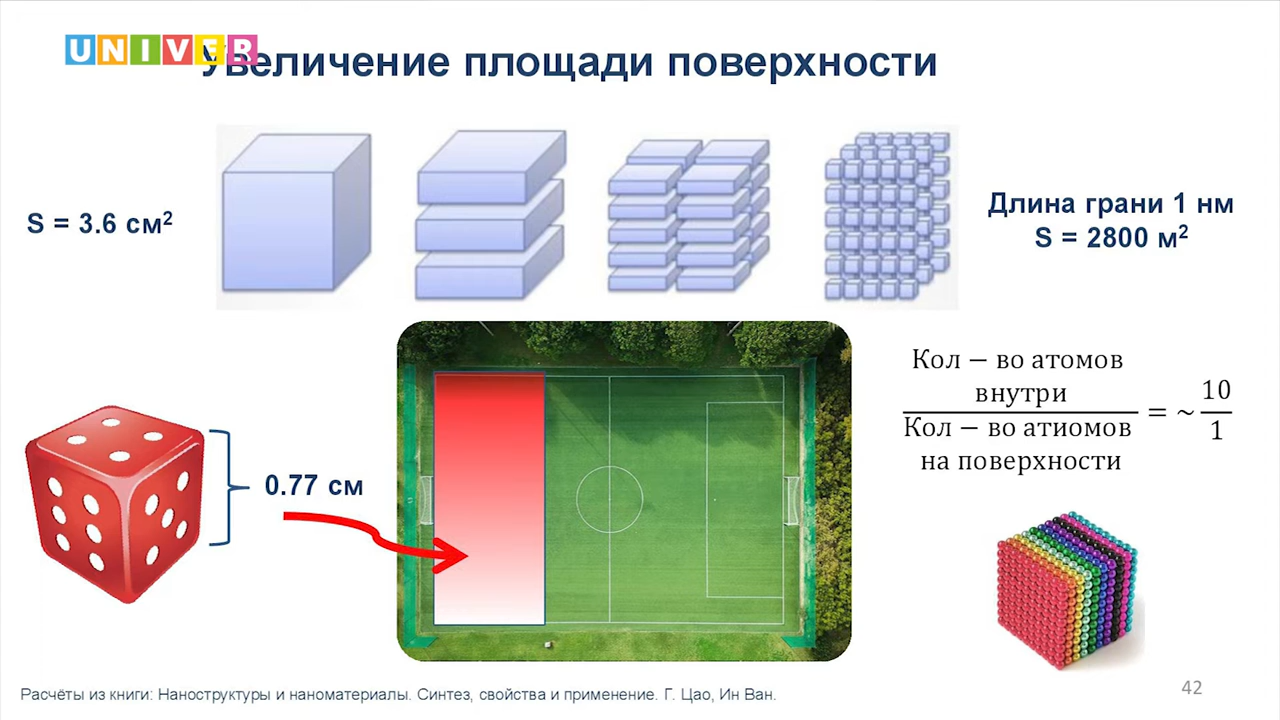 UNIVER
Увеличение площади поверхности
S = 3.6 см²
Длина грани 1 нм
S = 2800 м²
0.77 см
Кол − во атомов
внутри
Кол − во атиомов
на поверхности
= ~ 10
1
Расчёты из книги: Наноструктуры и наноматериалы. Синтез, свойства и применение. Г. Цао, Ин Ван.
42